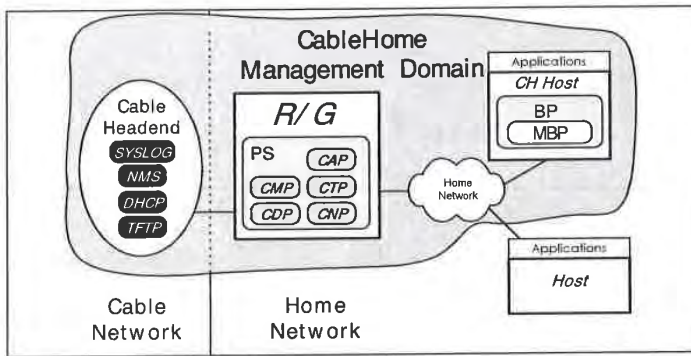 CableHome
Management Domain
Cable
Headend
SYSLOG
NMS
DHCP
TFTP
R/G
PS
CAP
CMP
CTP
CDP
CNP
Home
Network
Applications
CH Host
BP
MBP
Applications
Host
Cable
Network
Home
Network